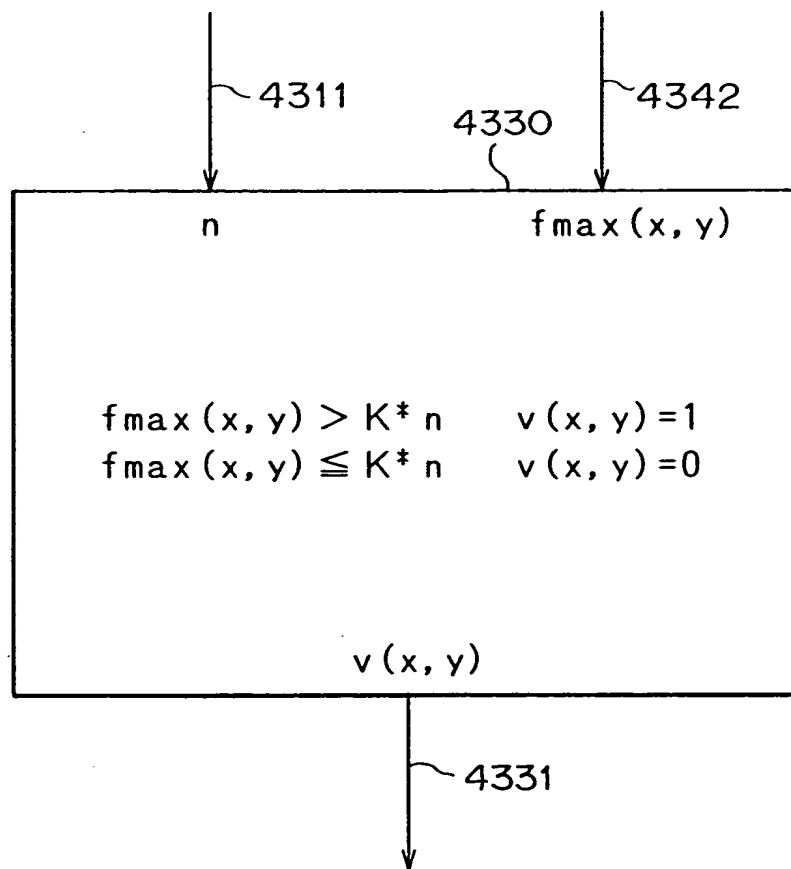 4311
4342
4330
n
fmax(x, y)
fmax(x, y) > K* n v(x, y)=1
fmax(x, y) ≦ K* n v(x, y)=0
v(x, y)
4331